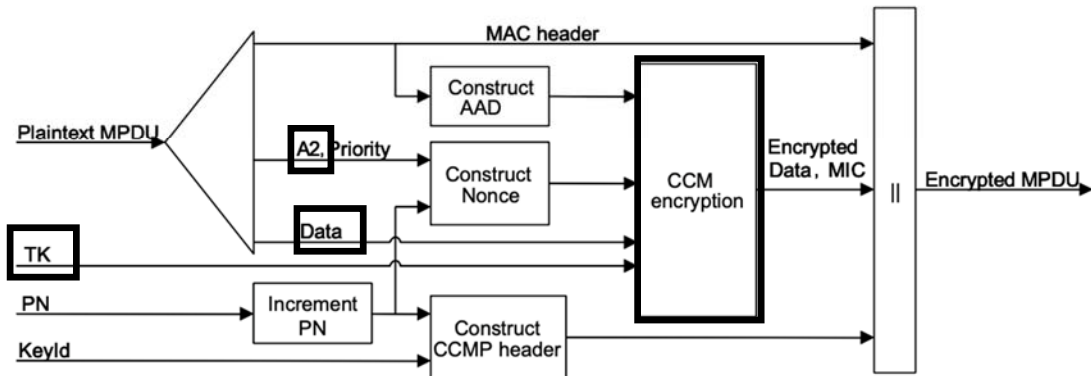 MAC header
Construct
AAD
Plaintext MPDU
A2, Priority
Construct
Nonce
CCM
encryption
Encrypted
Data, MIC
||
Encrypted MPDU
Data
TK
PN
Increment
PN
Construct
CCMP header
KeyId